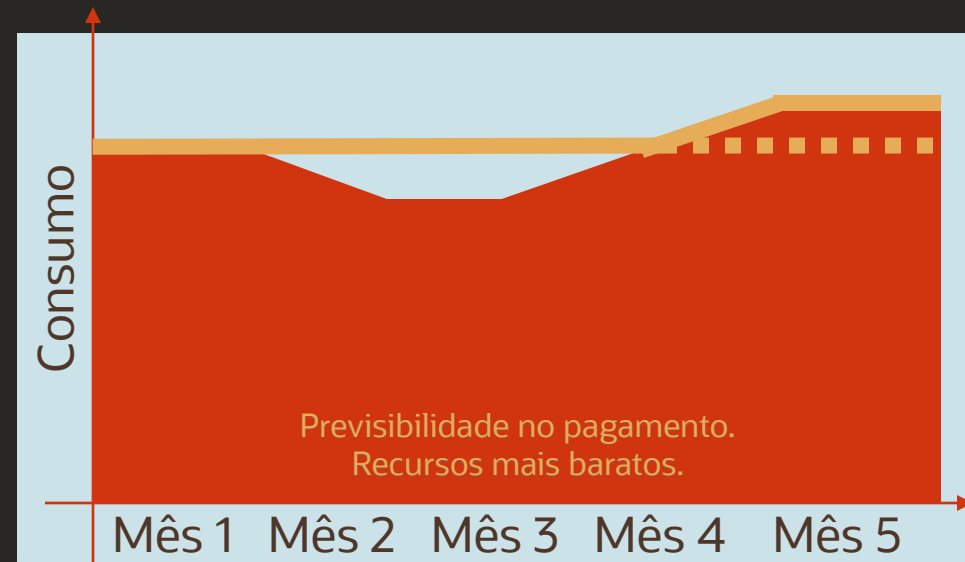 Consumo
Previsibilidade no pagamento.
Recursos mais baratos.
Mês 1 Mês 2 Mês 3 Mês 4 Mês 5